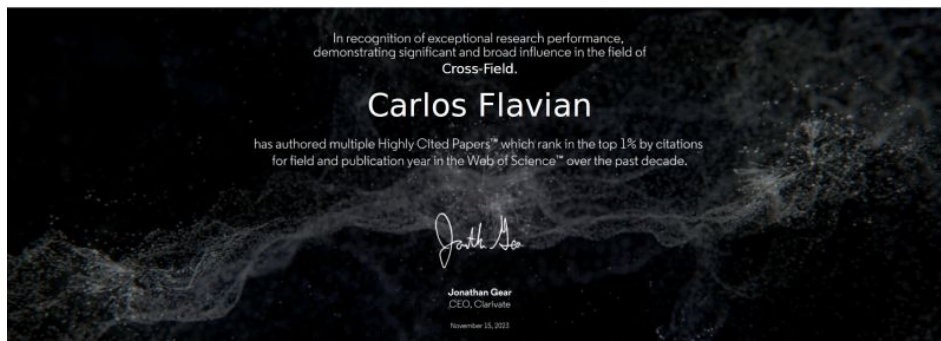 In recognition of exceptional research performance,
demonstrating significant and broad influence in the field of
Cross-Field.
Carlos Flavian
has authored multiple Highly Cited Papers™ which rank in the top 1% by citations
for field and publication year in the Web of Science™ over the past decade.
Jonathan Gear
CEO, Clarivate
November 15, 2023